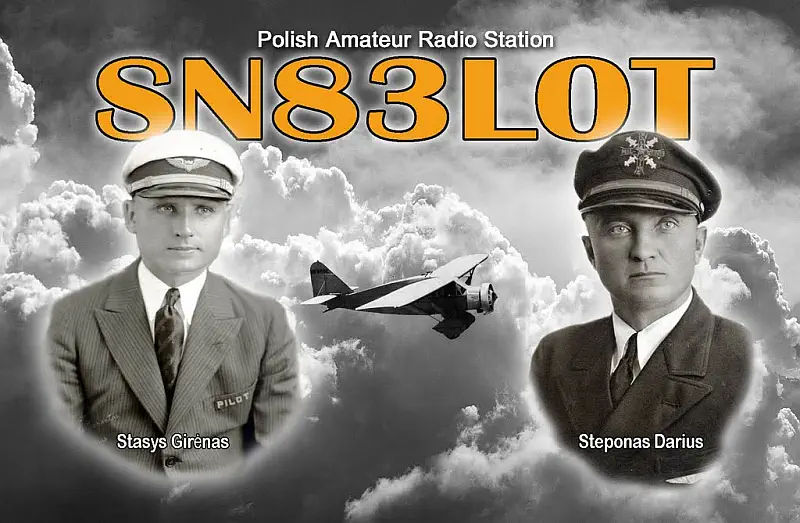 Polish Amateur Radio Station
SN83LOT
PILOT
Stasys Girėnas
Steponas Darius